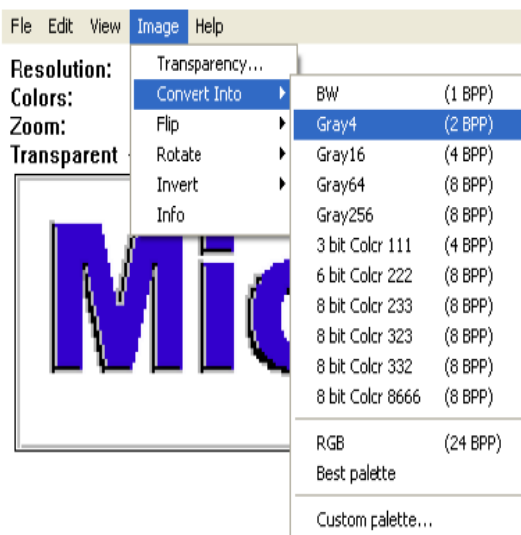 Fle Edit View Image Help
Resolution:
Colors:
Zoom:
Transparent
Transparency...
Convert Into
Flip
Rotate
Invert
Info
BW (1 BPP)
Gray4 (2 BPP)
Gray16 (4 BPP)
Gray64 (8 BPP)
Gray256 (8 BPP)
3 bit Colcr 111 (4 BPP)
6 bit Colcr 222 (8 BPP)
8 bit Colcr 233 (8 BPP)
8 bit Colcr 323 (8 BPP)
8 bit Colcr 332 (8 BPP)
8 bit Colcr 8666 (8 BPP)
RGB (24 BPP)
Best palette
Custom palette...
Mic